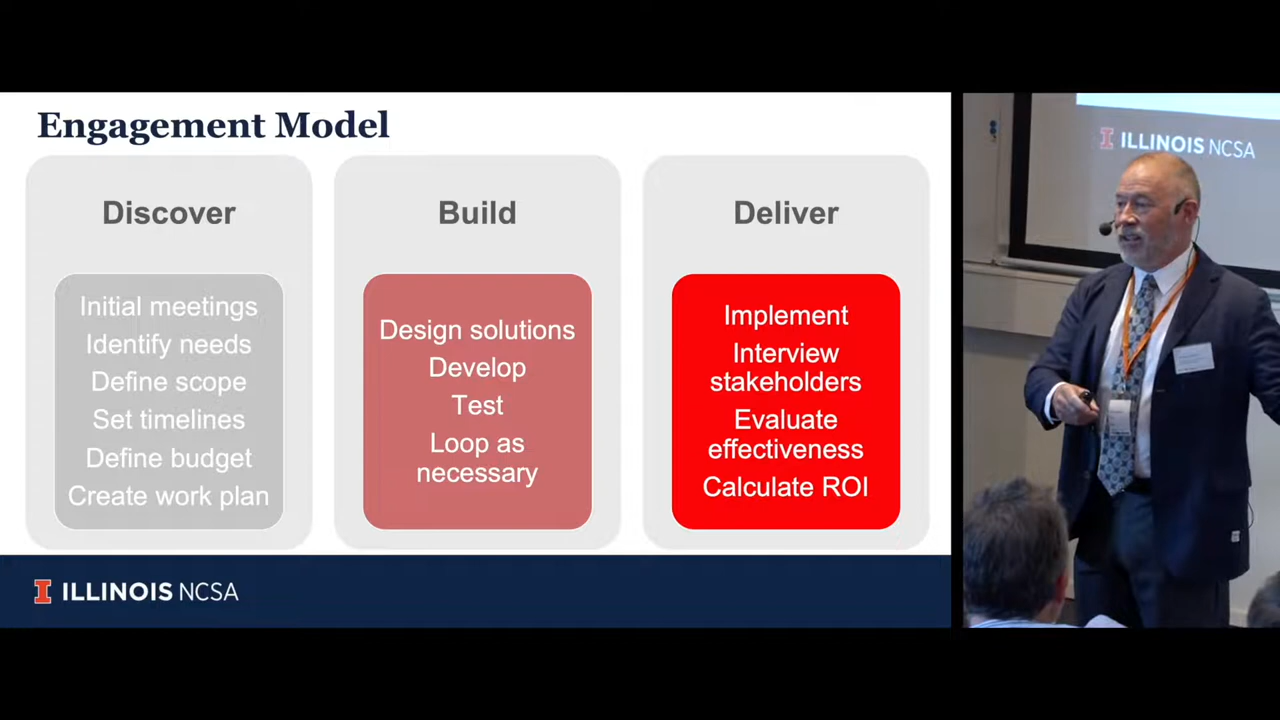 Engagement Model
Discover
Initial meetings
Identify needs
Define scope
Set timelines
Define budget
Create work plan
Build
Design solutions
Develop
Test
Loop as
necessary
Deliver
Implement
Interview
stakeholders
Evaluate
effectiveness
Calculate ROI
ILLINOIS NCSA
ILLINOIS NCSA